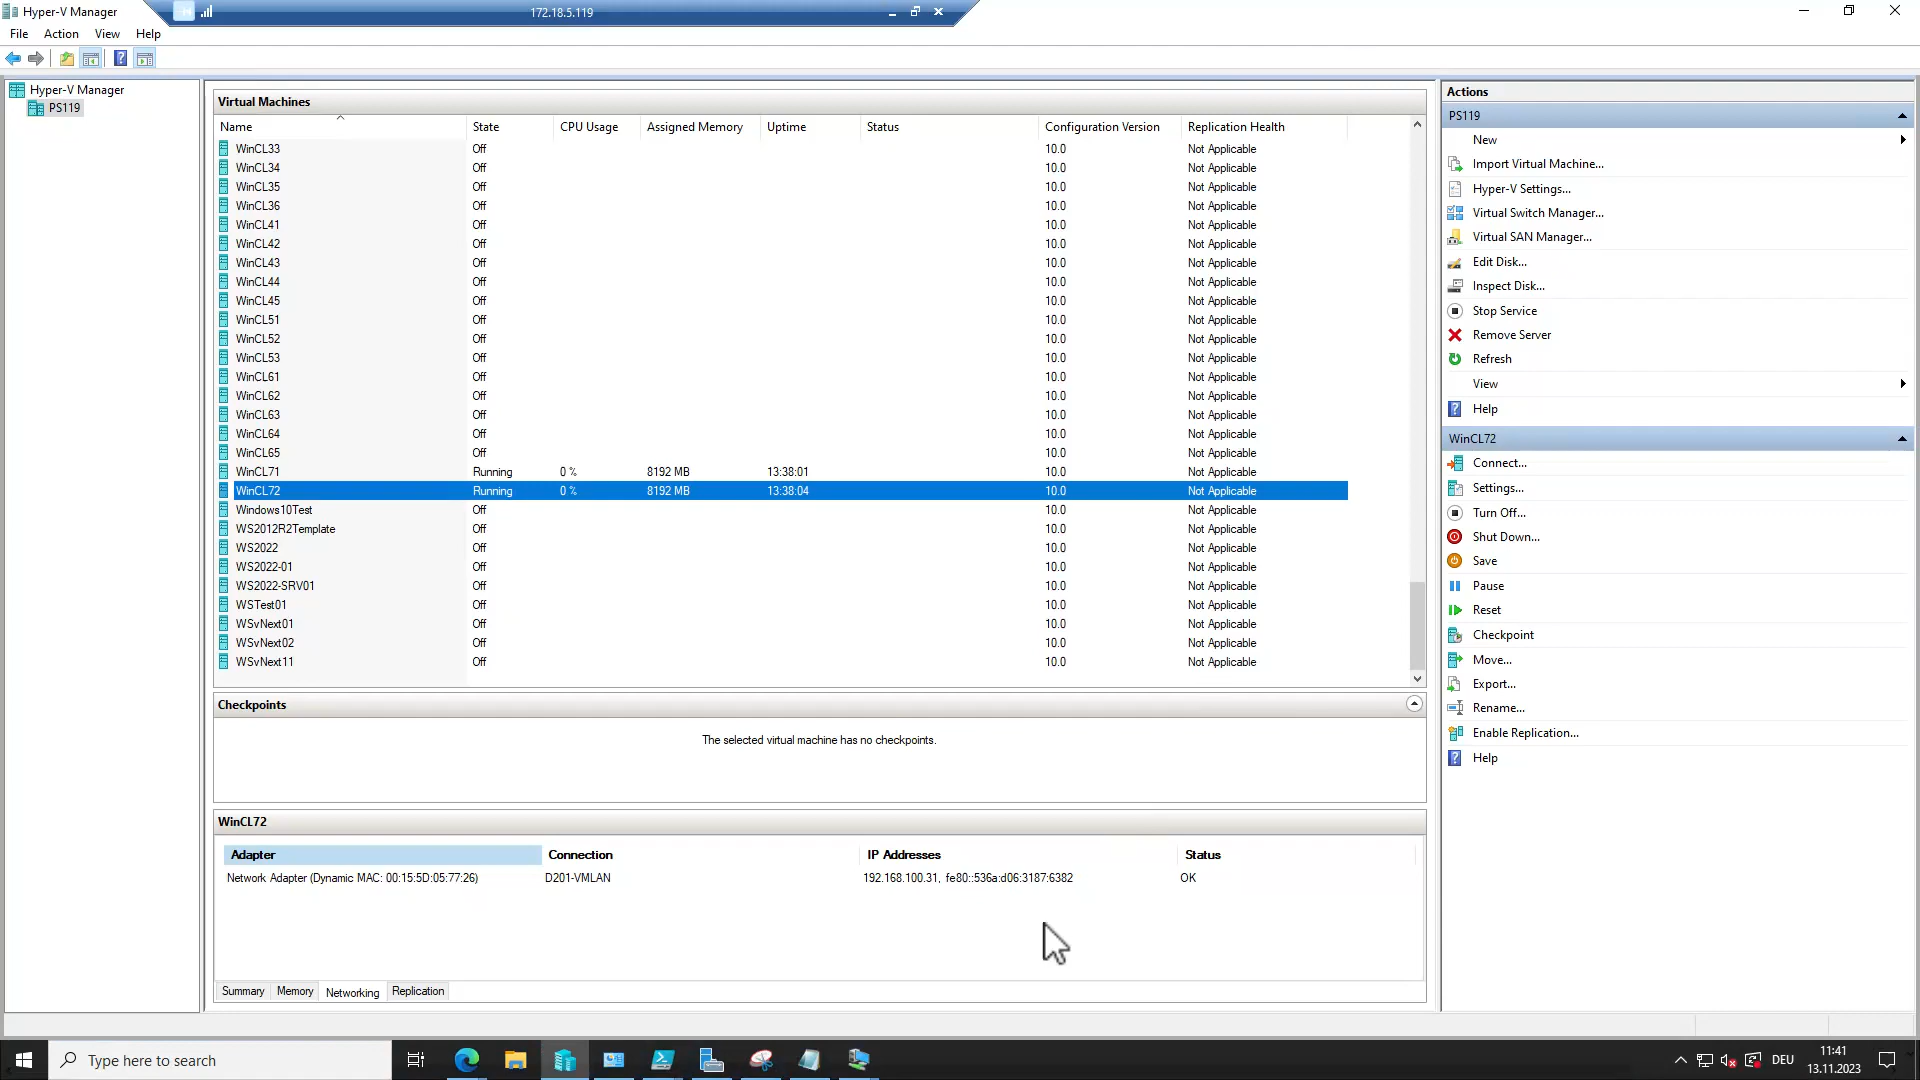 Hyper-V Manager
172.18.5.119
File Action View Help
Hyper-V Manager
PS119
Virtual Machines
Name State CPU Usage Assigned Memory Uptime Status Configuration Version Replication Health
WinCL33 Off 10.0 Not Applicable
WinCL34 Off 10.0 Not Applicable
WinCL35 Off 10.0 Not Applicable
WinCL36 Off 10.0 Not Applicable
WinCL41 Off 10.0 Not Applicable
WinCL42 Off 10.0 Not Applicable
WinCL43 Off 10.0 Not Applicable
WinCL44 Off 10.0 Not Applicable
WinCL45 Off 10.0 Not Applicable
WinCL51 Off 10.0 Not Applicable
WinCL52 Off 10.0 Not Applicable
WinCL53 Off 10.0 Not Applicable
WinCL61 Off 10.0 Not Applicable
WinCL62 Off 10.0 Not Applicable
WinCL63 Off 10.0 Not Applicable
WinCL64 Off 10.0 Not Applicable
WinCL65 Off 10.0 Not Applicable
WinCL71 Running 0 % 8192 MB 13:38:01 10.0 Not Applicable
WinCL72 Running 0 % 8192 MB 13:38:04 10.0 Not Applicable
Windows10Test Off 10.0 Not Applicable
WS2012R2Template Off 10.0 Not Applicable
WS2022 Off 10.0 Not Applicable
WS2022-01 Off 10.0 Not Applicable
WS2022-SRV01 Off 10.0 Not Applicable
WSTest01 Off 10.0 Not Applicable
WSvNext01 Off 10.0 Not Applicable
WSvNext02 Off 10.0 Not Applicable
WSvNext11 Off 10.0 Not Applicable
Checkpoints
The selected virtual machine has no checkpoints.
WinCL72
Adapter Connection IP Addresses Status
Network Adapter (Dynamic MAC: 00:15:5D:05:77:26) D201-VMLAN 192.168.100.31, fe80::536a:d06:3187:6382 OK
Summary Memory Networking Replication
Actions
PS119
New
Import Virtual Machine...
Hyper-V Settings...
Virtual Switch Manager...
Virtual SAN Manager...
Edit Disk...
Inspect Disk...
Stop Service
Remove Server
Refresh
View
Help
WinCL72
Connect...
Settings...
Turn Off...
Shut Down...
Save
Pause
Reset
Checkpoint
Move...
Export...
Rename...
Enable Replication...
Help
Type here to search
DEU
11:41
13.11.2023